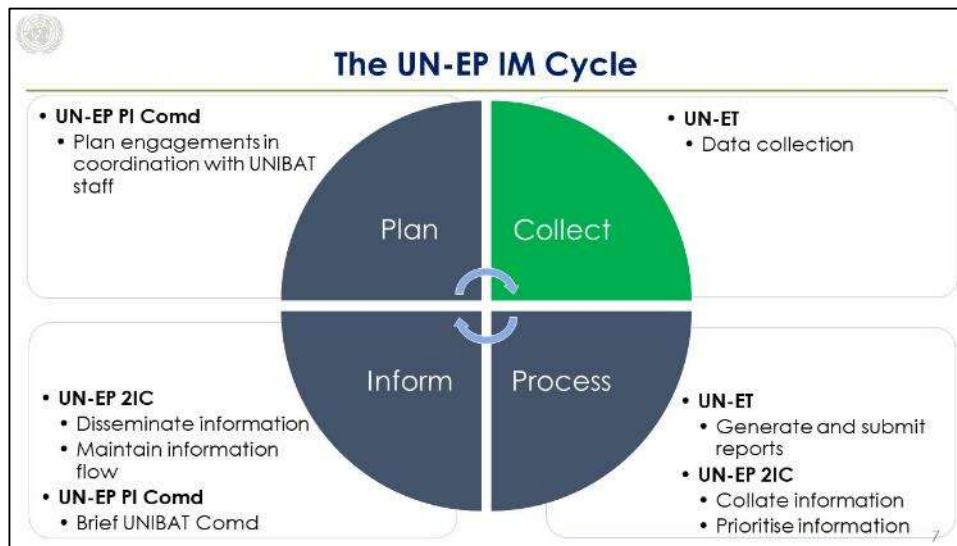 The UN-EP IM Cycle
• UN-EP Pl Comd
• Plan engagements in
coordination with UNIBAT
staff
• UN-ET
• Data collection
Plan
Collect
Inform
Process
• UN-EP 2IC
• Disseminate information
• Maintain information
flow
• UN-EP Pl Comd
• Brief UNIBAT Comd
• UN-ET
• Generate and submit
reports
• UN-EP 2IC
• Collate information
• Prioritise information
7